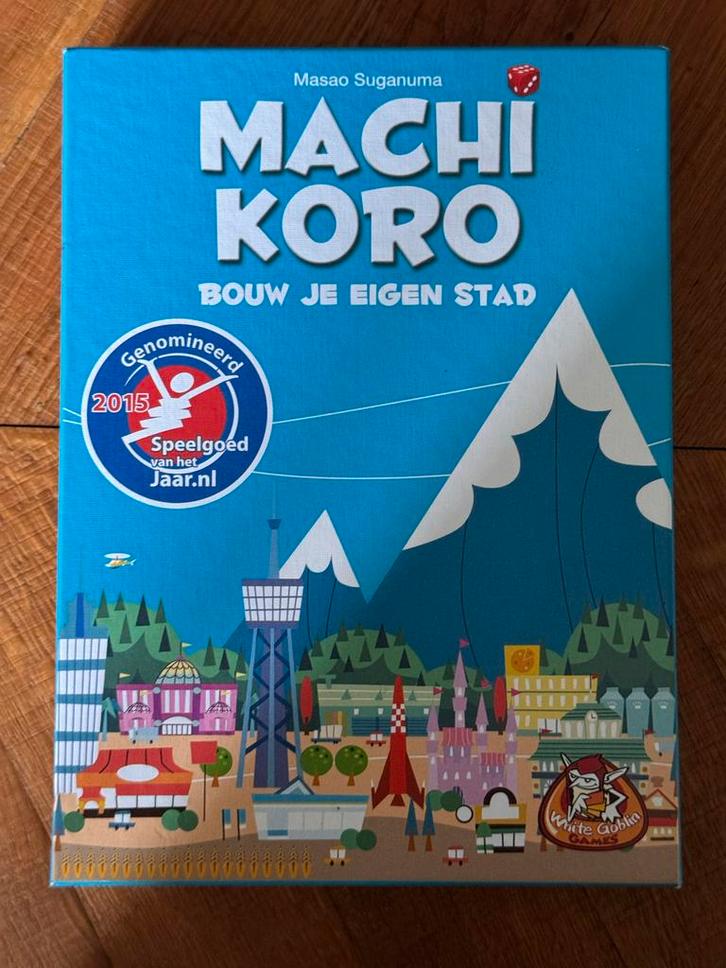 Masao Suganuma
MACHI
KORO
BOUW JE EIGEN STAD
Genomineerd
2015
Speelgoed
van het
Jaar.nl
White Goblin
GAMES